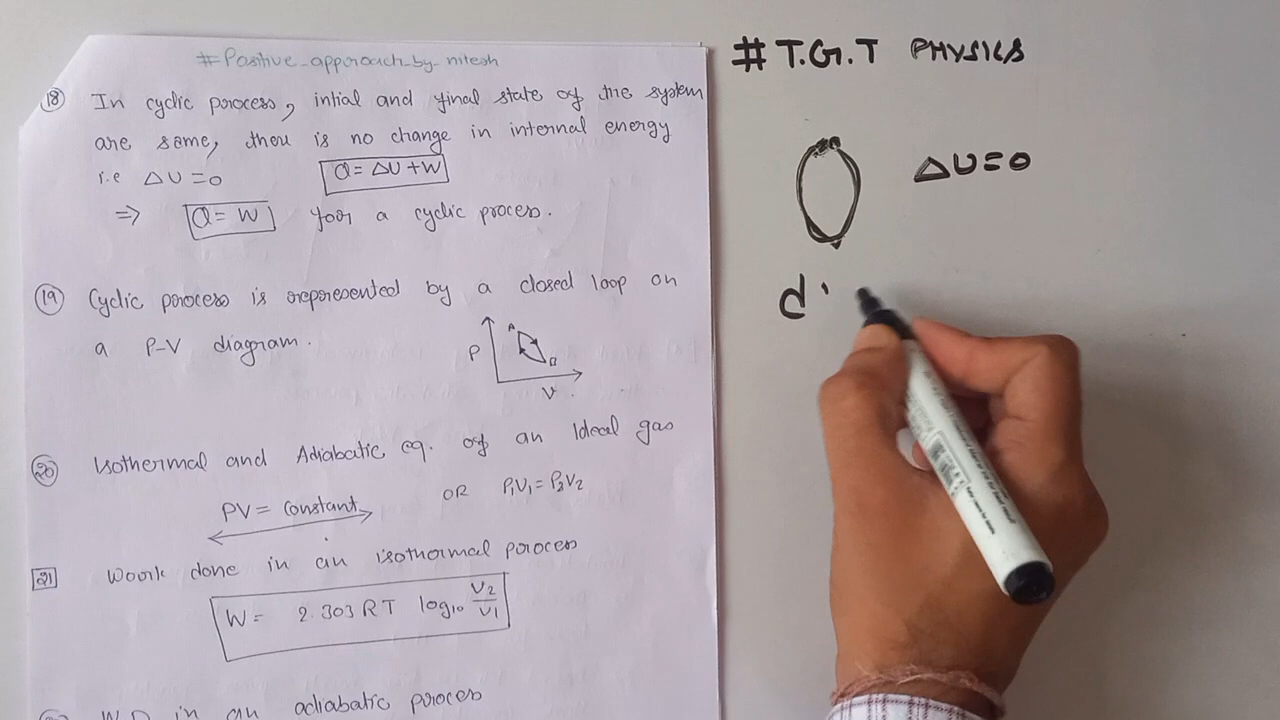 #Positive_approach_by_nitesh
18 In cyclic process, intial and final state of the system
are same, there is no change in internal energy
i.e ΔU=0 Q=ΔU+W
⇒ Q=W for a cyclic process.
19 Cyclic process is represented by a closed loop on
a P-V diagram.
P A B
V
20 Isothermal and Adiabatic eq. of an Ideal gas
PV= constant OR P₁V₁=P₂V₂
21 Work done in an isothermal process
W= 2.303RT log₁₀ V₂/V₁
W.D in an adiabatic process
# T.G.T PHYSICS
ΔU=0